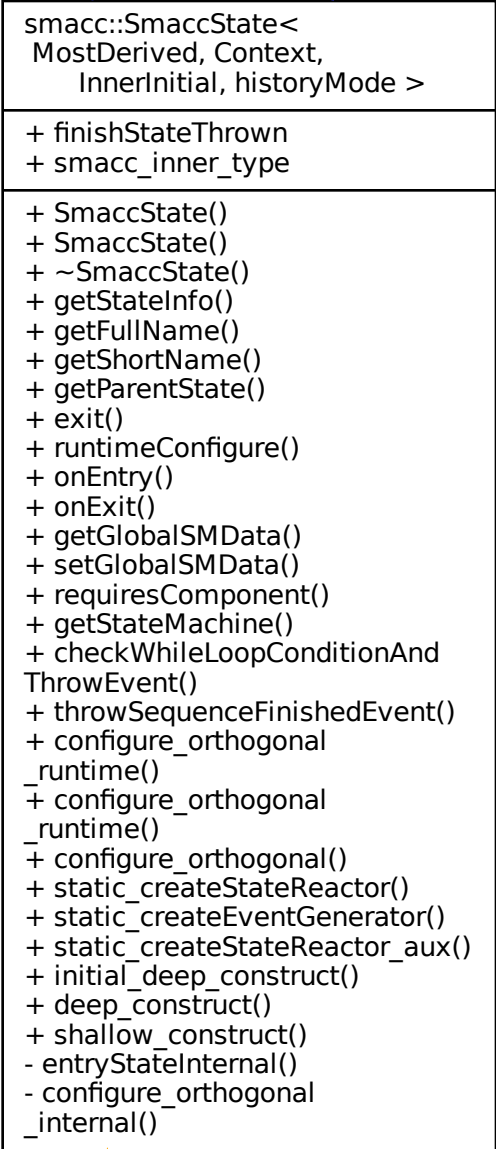 smacc::SmaccState<
MostDerived, Context,
InnerInitial, historyMode >
+ finishStateThrown
+ smacc_inner_type
+ SmaccState()
+ SmaccState()
+ ~SmaccState()
+ getStateInfo()
+ getFullName()
+ getShortName()
+ getParentState()
+ exit()
+ runtimeConfigure()
+ onEntry()
+ onExit()
+ getGlobalSMData()
+ setGlobalSMData()
+ requiresComponent()
+ getStateMachine()
+ checkWhileLoopConditionAnd
ThrowEvent()
+ throwSequenceFinishedEvent()
+ configure_orthogonal
_runtime()
+ configure_orthogonal
_runtime()
+ configure_orthogonal()
+ static_createStateReactor()
+ static_createEventGenerator()
+ static_createStateReactor_aux()
+ initial_deep_construct()
+ deep_construct()
+ shallow_construct()
- entryStateInternal()
- configure_orthogonal
_internal()